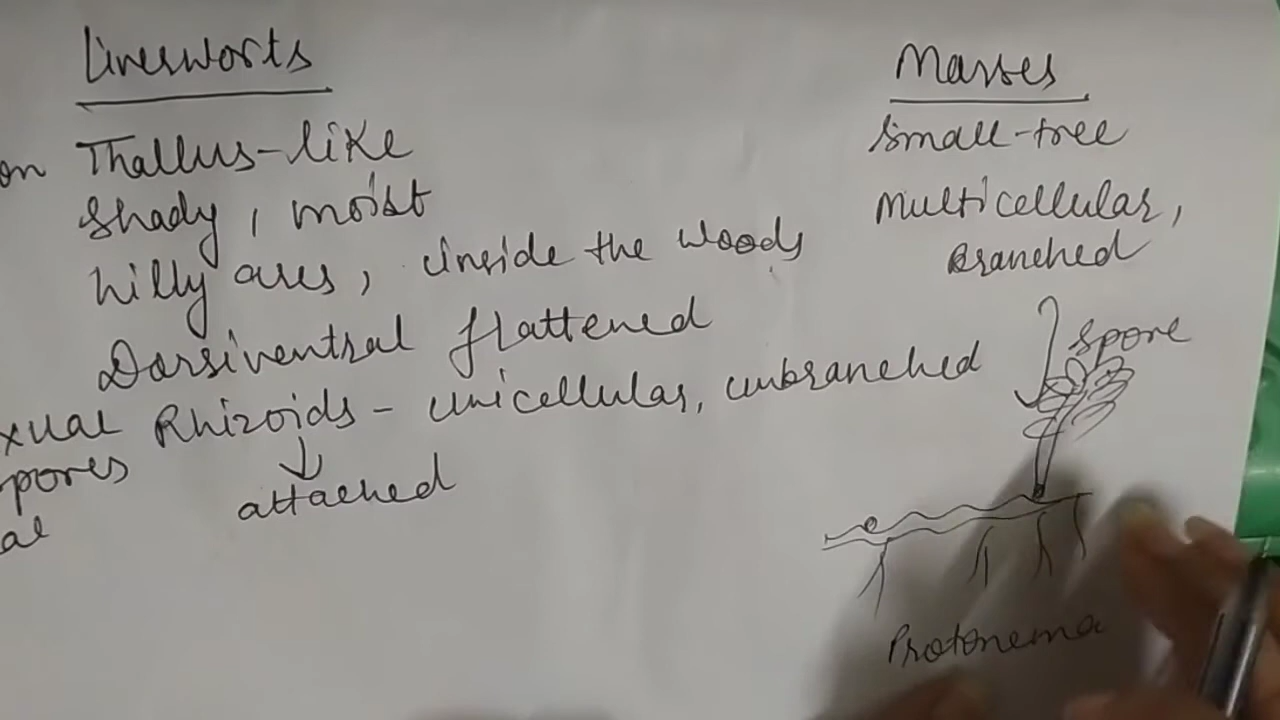 Liverworts
Thallus-like
on
Shady, moist
hilly ares, inside the woods
Dorsiventral flattened
xual
Rhizoids - unicellular, unbranched
pores
attached
al
Mosses
Small-tree
Multicellular,
Branched
Spore
Protonema